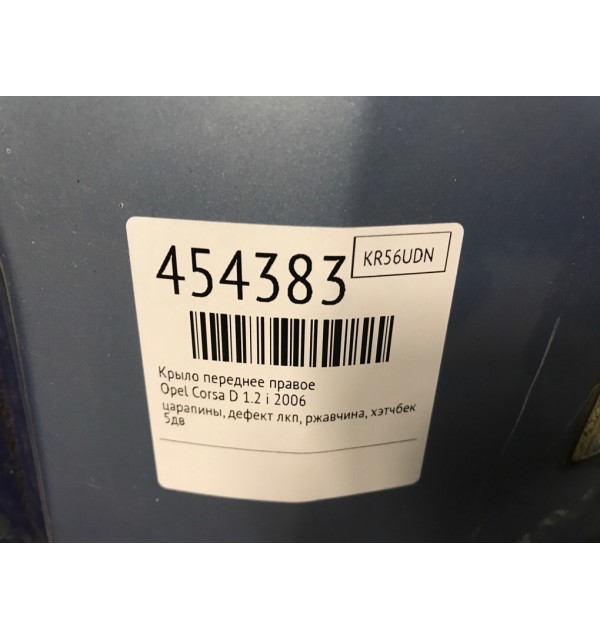 454383
KR56UDN
Крыло переднее правое
Opel Corsa D 1.2 i 2006
царапины, дефект лкп, ржавчина, хэтчбек
5дв